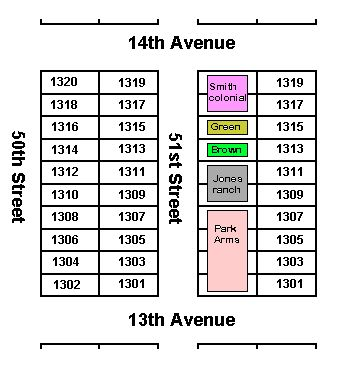 14th Avenue
50th Street
51st Street
1320 1319 Smith colonial 1319
1318 1317 1317
1316 1315 Green 1315
1314 1313 Brown 1313
1312 1311 Jones ranch 1311
1310 1309 1309
1308 1307 Park Arms 1307
1306 1305 1305
1304 1303 1303
1302 1301 1301
13th Avenue